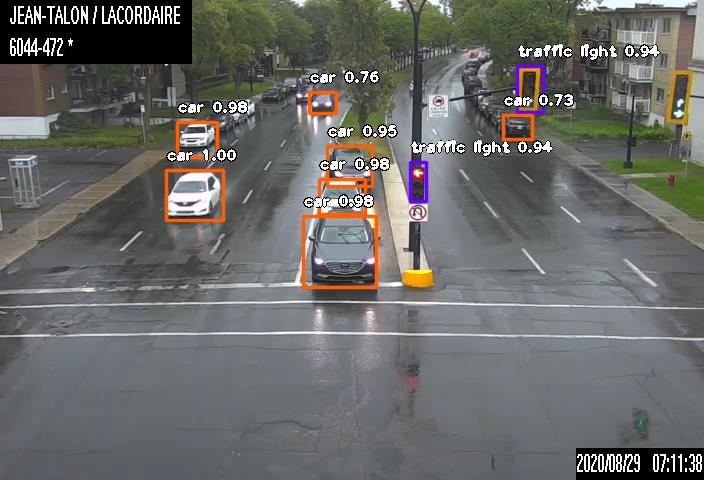 JEAN-TALON / LACORDAIRE
6044-472 *
traffic light 0.94
car 0.76
car 0.73
car 0.98
car 0.95
traffic light 0.94
car 1.00
car 0.98
car 0.98
2020/08/29 07:11:38